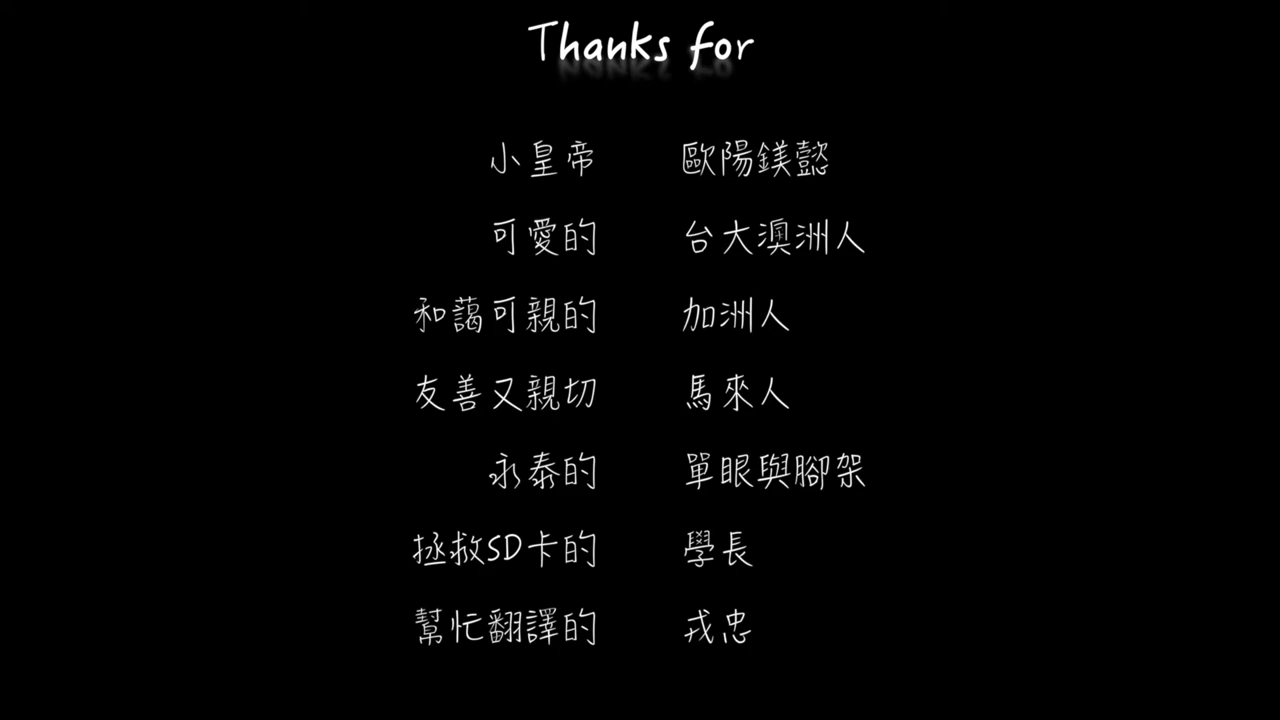 Thanks for
小皇帝 歐陽鎂懿
可愛的 台大澳洲人
和藹可親的 加洲人
友善又親切 馬來人
永泰的 單眼與腳架
拯救SD卡的 學長
幫忙翻譯的 戎忠